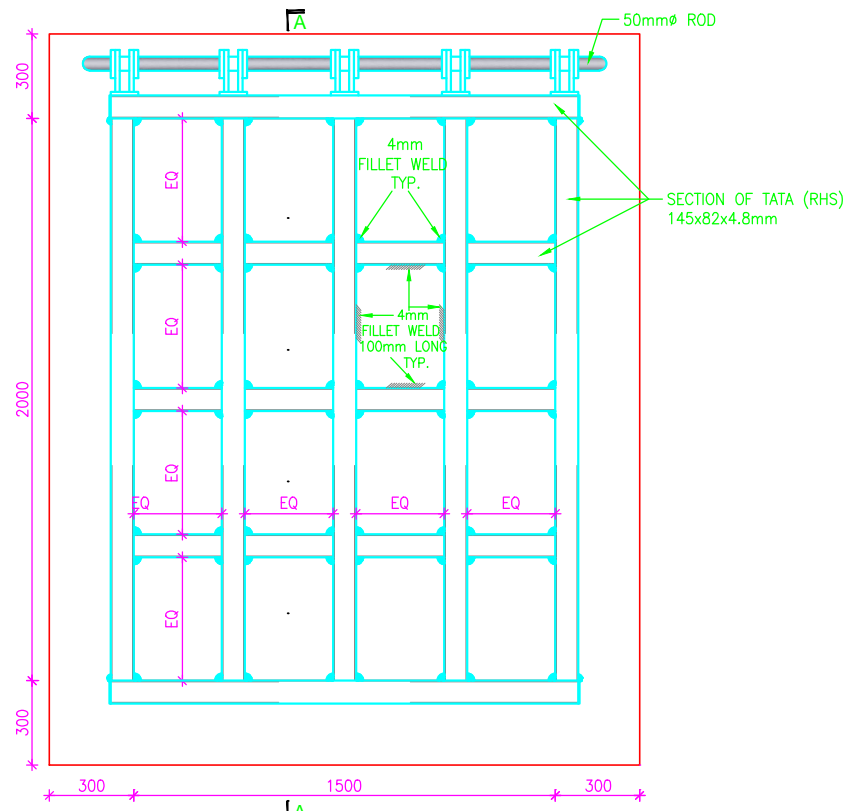 A
50mmø ROD
300
4mm
FILLET WELD
TYP.
EQ
SECTION OF TATA (RHS)
145x82x4.8mm
EQ
4mm
FILLET WELD
100mm LONG
TYP.
2000
EQ
EQ
EQ
EQ
EQ
EQ
300
300
1500
300
A